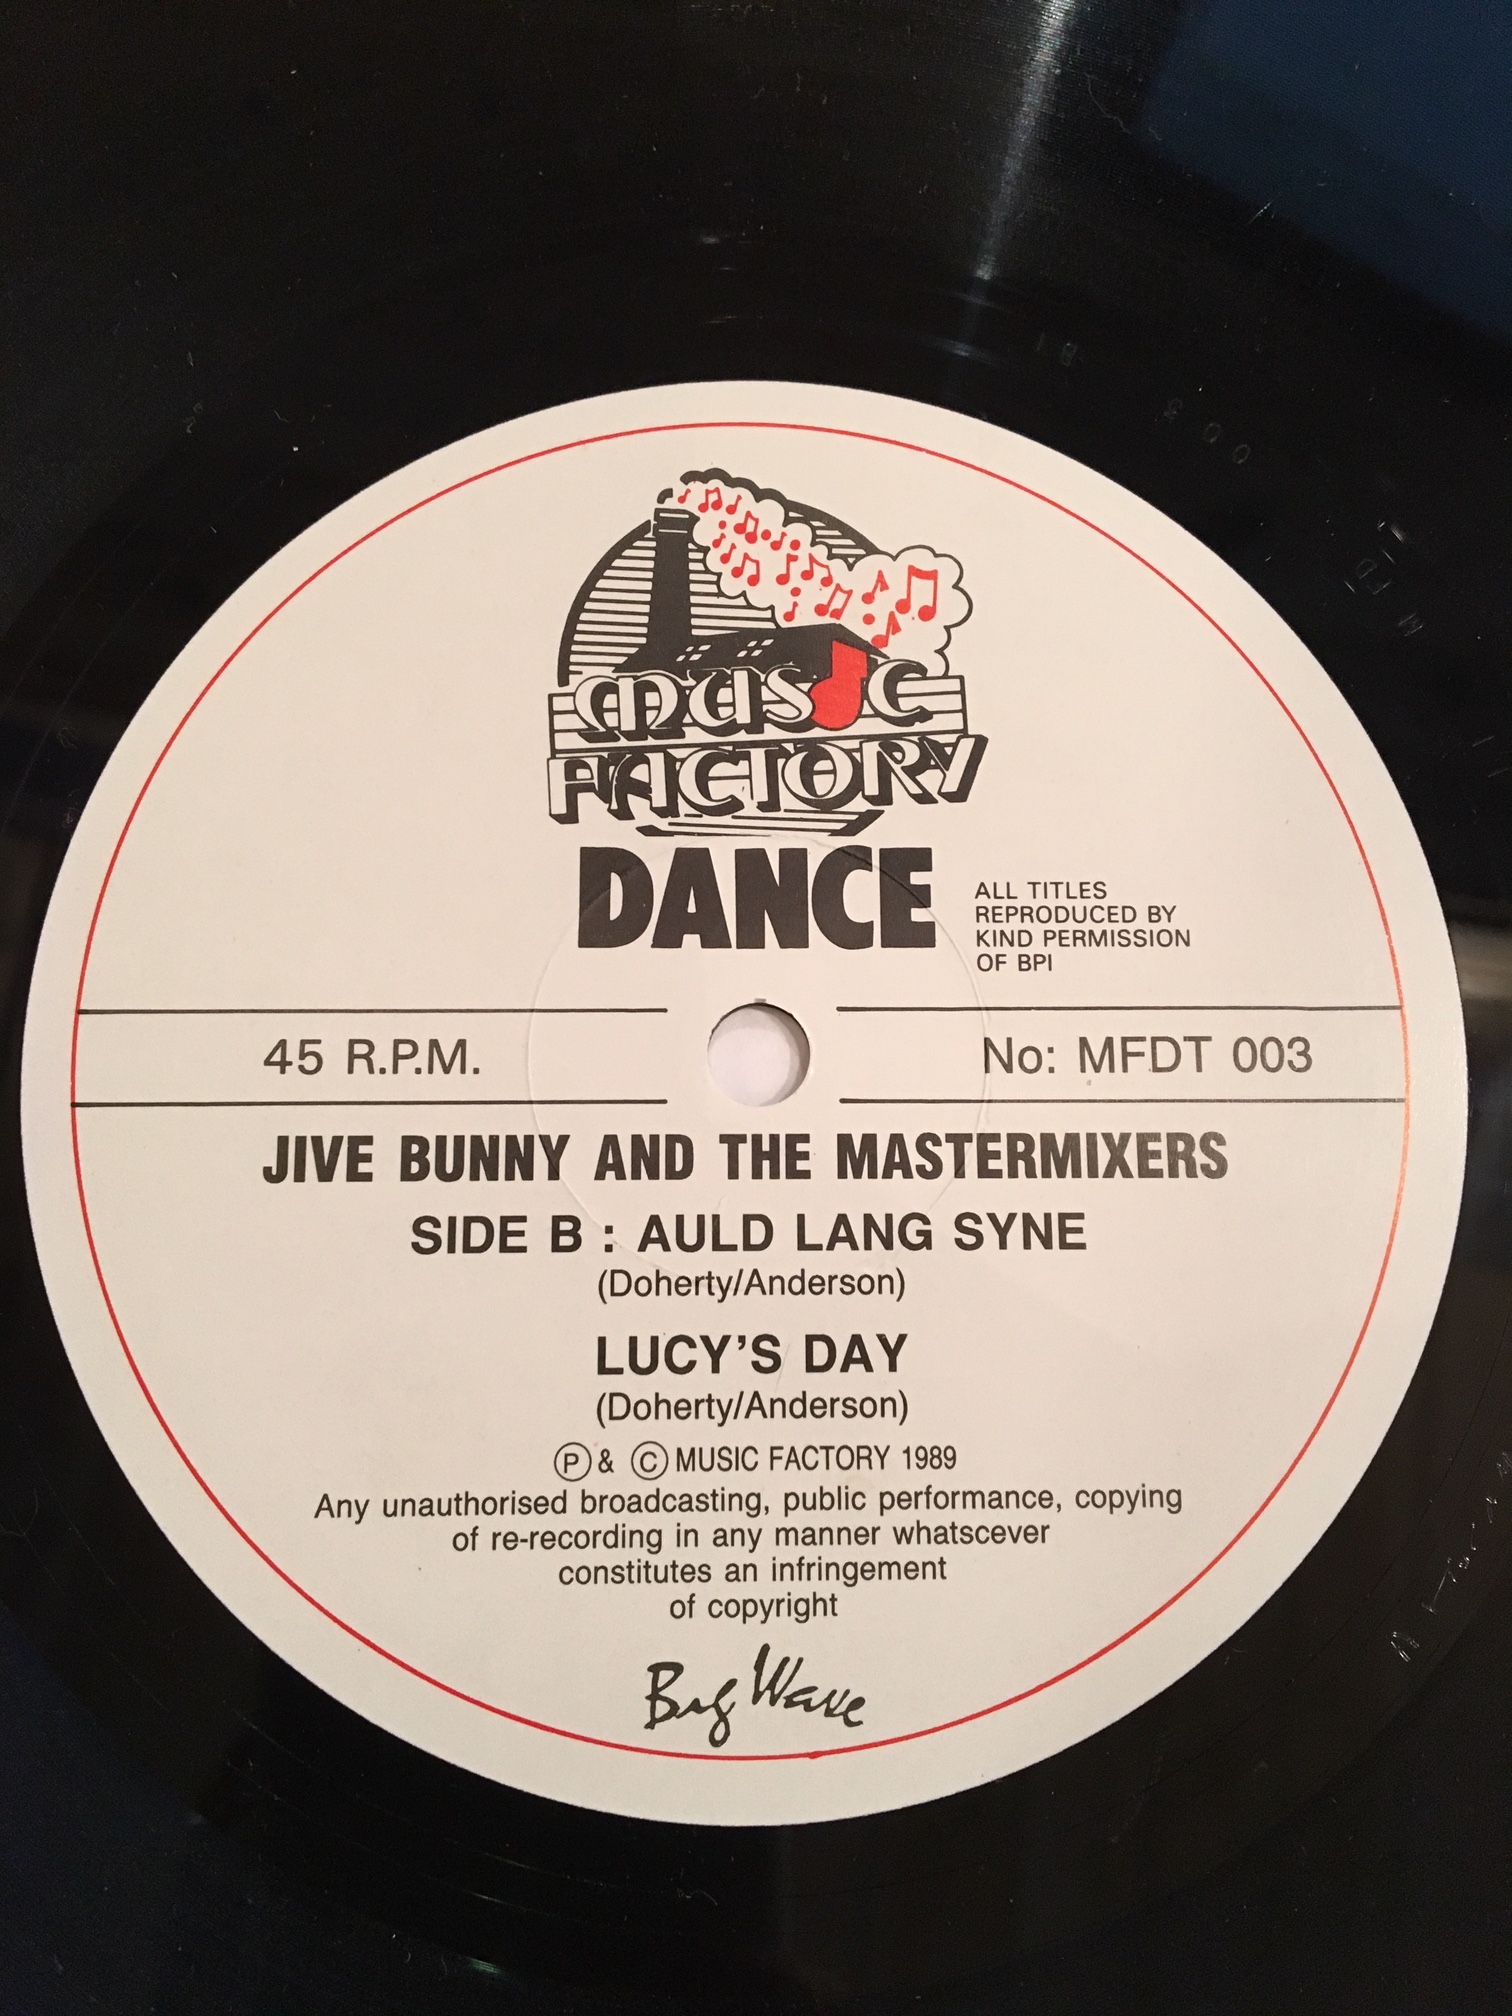 MUSIC
FACTORY
DANCE
ALL TITLES
REPRODUCED BY
KIND PERMISSION
OF BPI
45 R.P.M.
No: MFDT 003
JIVE BUNNY AND THE MASTERMIXERS
SIDE B : AULD LANG SYNE
(Doherty/Anderson)
LUCY'S DAY
(Doherty/Anderson)
Ⓟ & © MUSIC FACTORY 1989
Any unauthorised broadcasting, public performance, copying
of re-recording in any manner whatscever
constitutes an infringement
of copyright
Big Wave